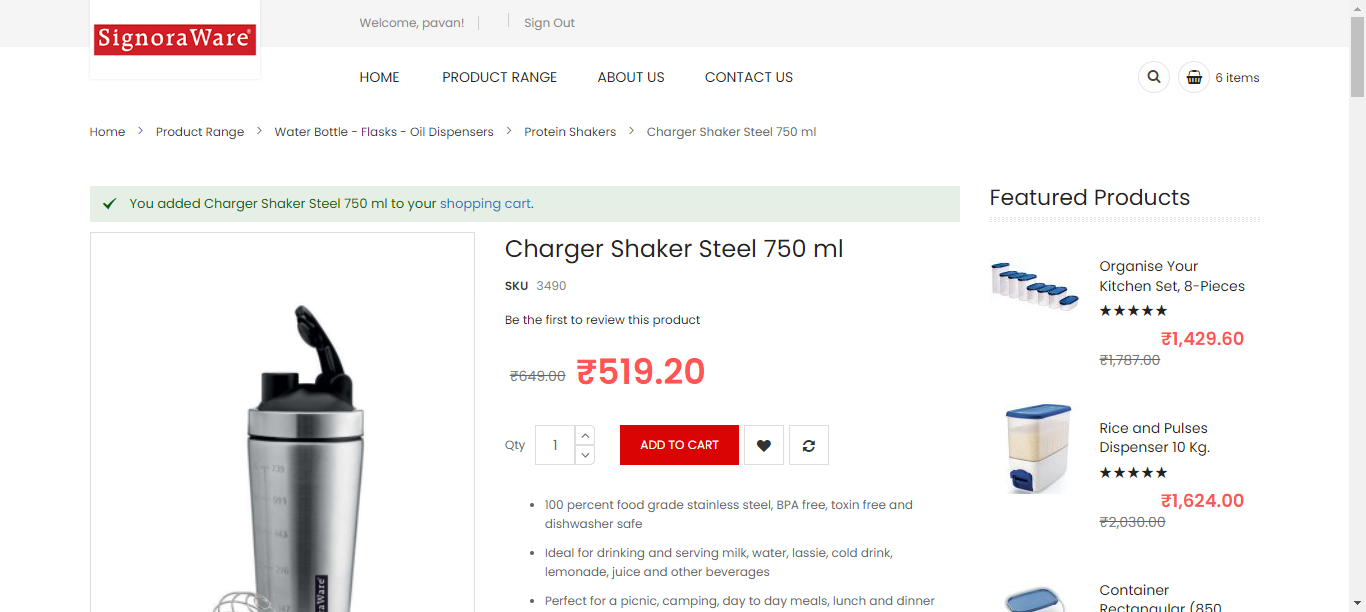 SignoraWare
Welcome, pavan!
Sign Out
HOME
PRODUCT RANGE
ABOUT US
CONTACT US
6 items
Home > Product Range > Water Bottle - Flasks - Oil Dispensers > Protein Shakers > Charger Shaker Steel 750 ml
You added Charger Shaker Steel 750 ml to your shopping cart.
Charger Shaker Steel 750 ml
SKU 3490
Be the first to review this product
₹649.00 ₹519.20
Qty 1 ADD TO CART
100 percent food grade stainless steel, BPA free, toxin free and
dishwasher safe
Ideal for drinking and serving milk, water, lassie, cold drink,
lemonade, juice and other beverages
Perfect for a picnic, camping, day to day meals, lunch and dinner
Featured Products
Organise Your
Kitchen Set, 8-Pieces
★★★★★
₹1,429.60
₹1,787.00
Rice and Pulses
Dispenser 10 Kg.
★★★★★
₹1,624.00
₹2,030.00
Container
Rectangular (850